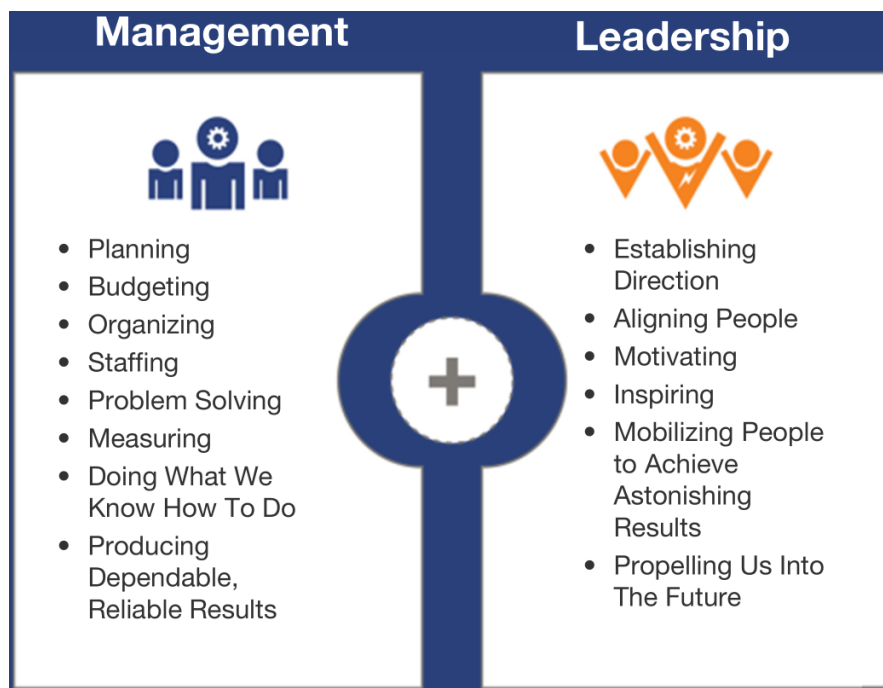 Management
• Planning
• Budgeting
• Organizing
• Staffing
• Problem Solving
• Measuring
• Doing What We
Know How To Do
• Producing
Dependable,
Reliable Results
+
Leadership
• Establishing
Direction
• Aligning People
• Motivating
• Inspiring
• Mobilizing People
to Achieve
Astonishing
Results
• Propelling Us Into
The Future